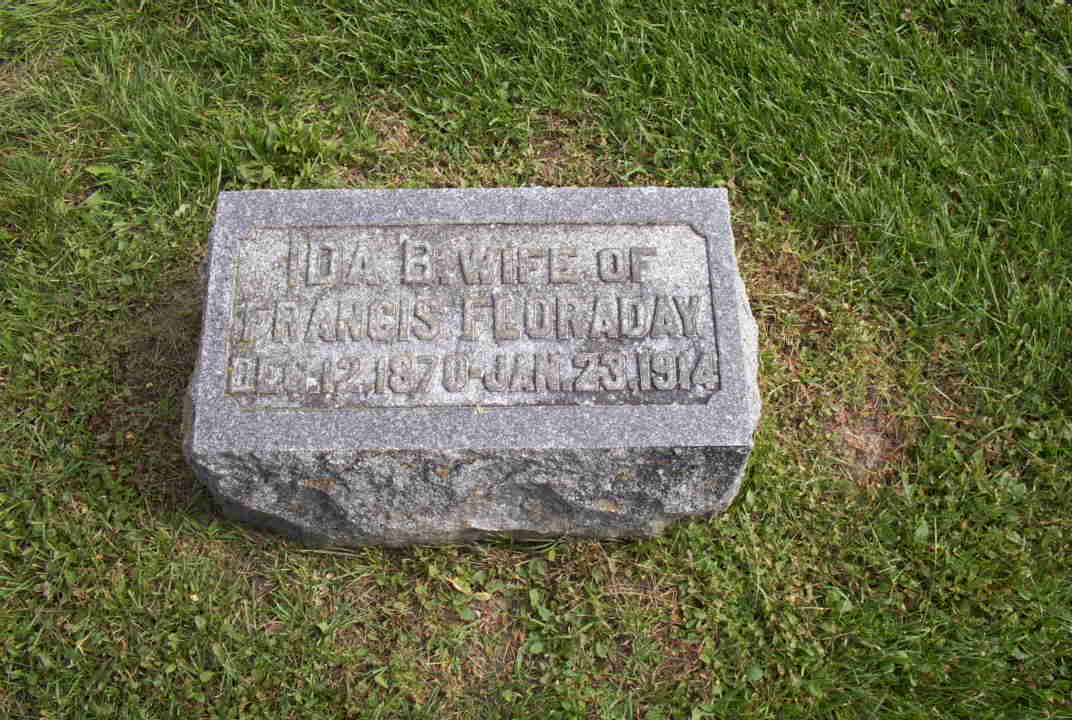 IDA B. WIFE OF
FRANCIS FLORADAY
DEC. 12, 1870-JAN. 23, 1914